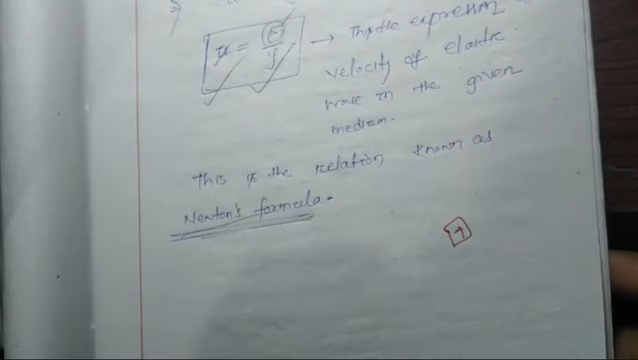 v = √(E/ρ) → This the expression of
velocity of elastic
wave in the given
medium.
This is the relation known as
Newton's formula.